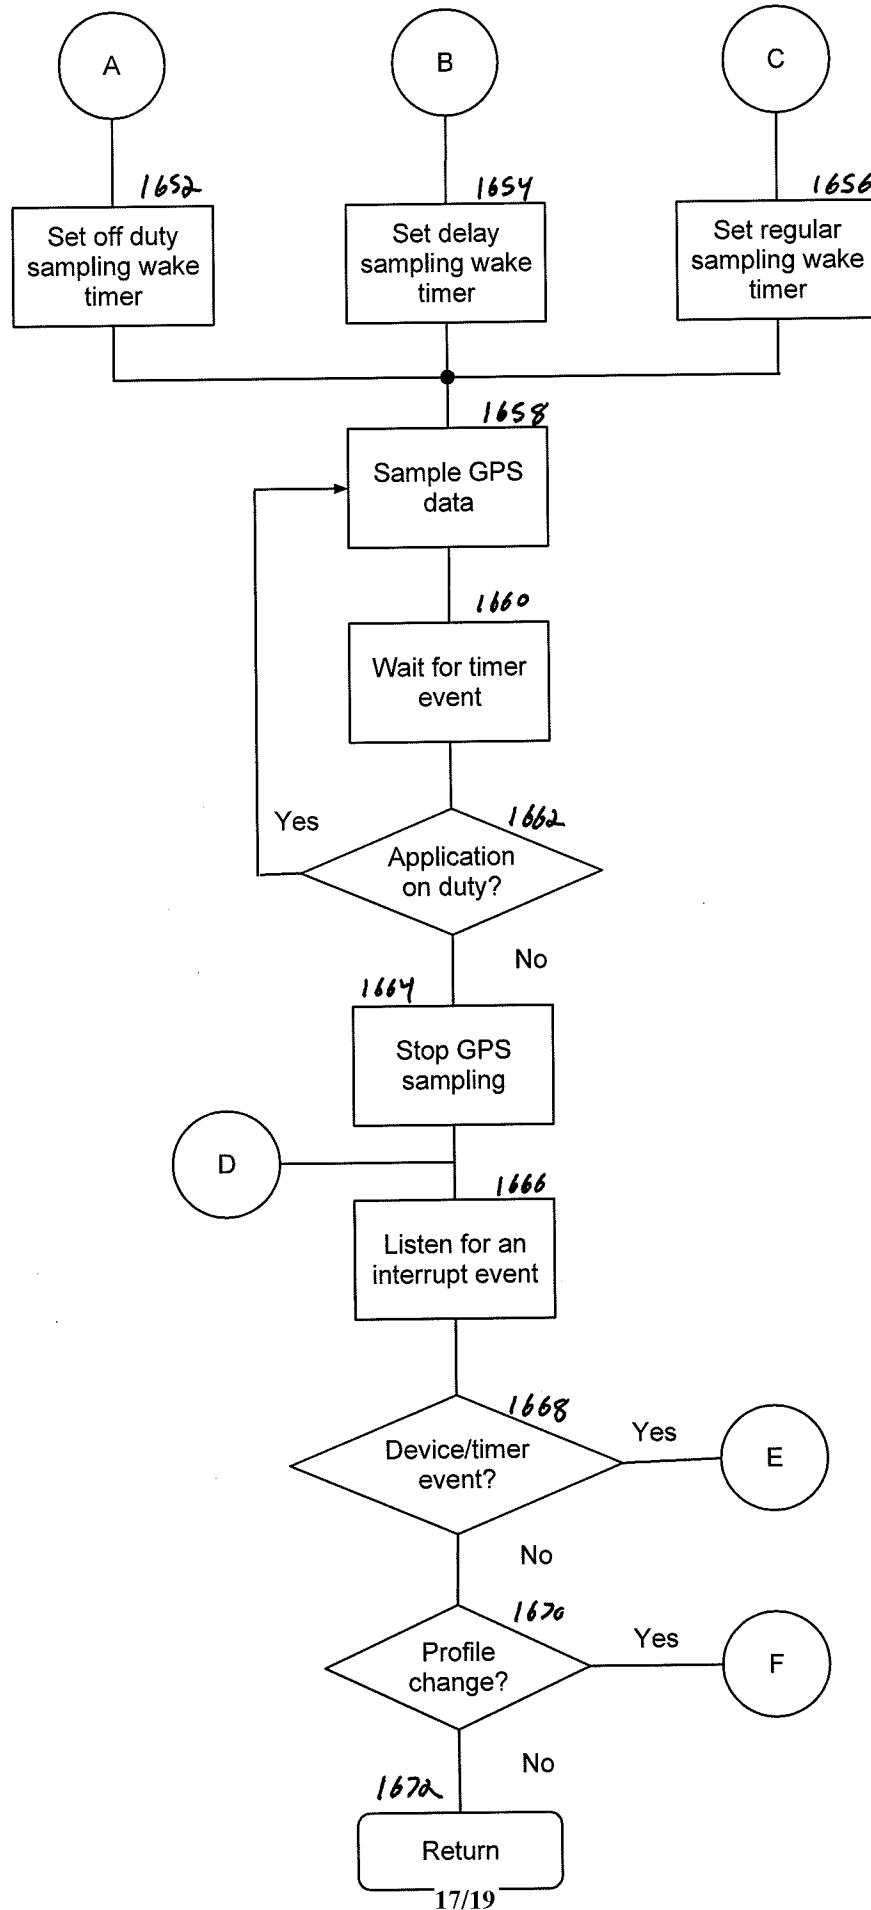 A
B
C
1652
1654
1656
Set off duty
sampling wake
timer
Set delay
sampling wake
timer
Set regular
sampling wake
timer
1658
Sample GPS
data
1660
Wait for timer
event
Yes
1662
Application
on duty?
No
1664
Stop GPS
sampling
D
1666
Listen for an
interrupt event
1668
Device/timer
event?
Yes
E
No
1670
Profile
change?
Yes
F
No
1672
Return
17/19